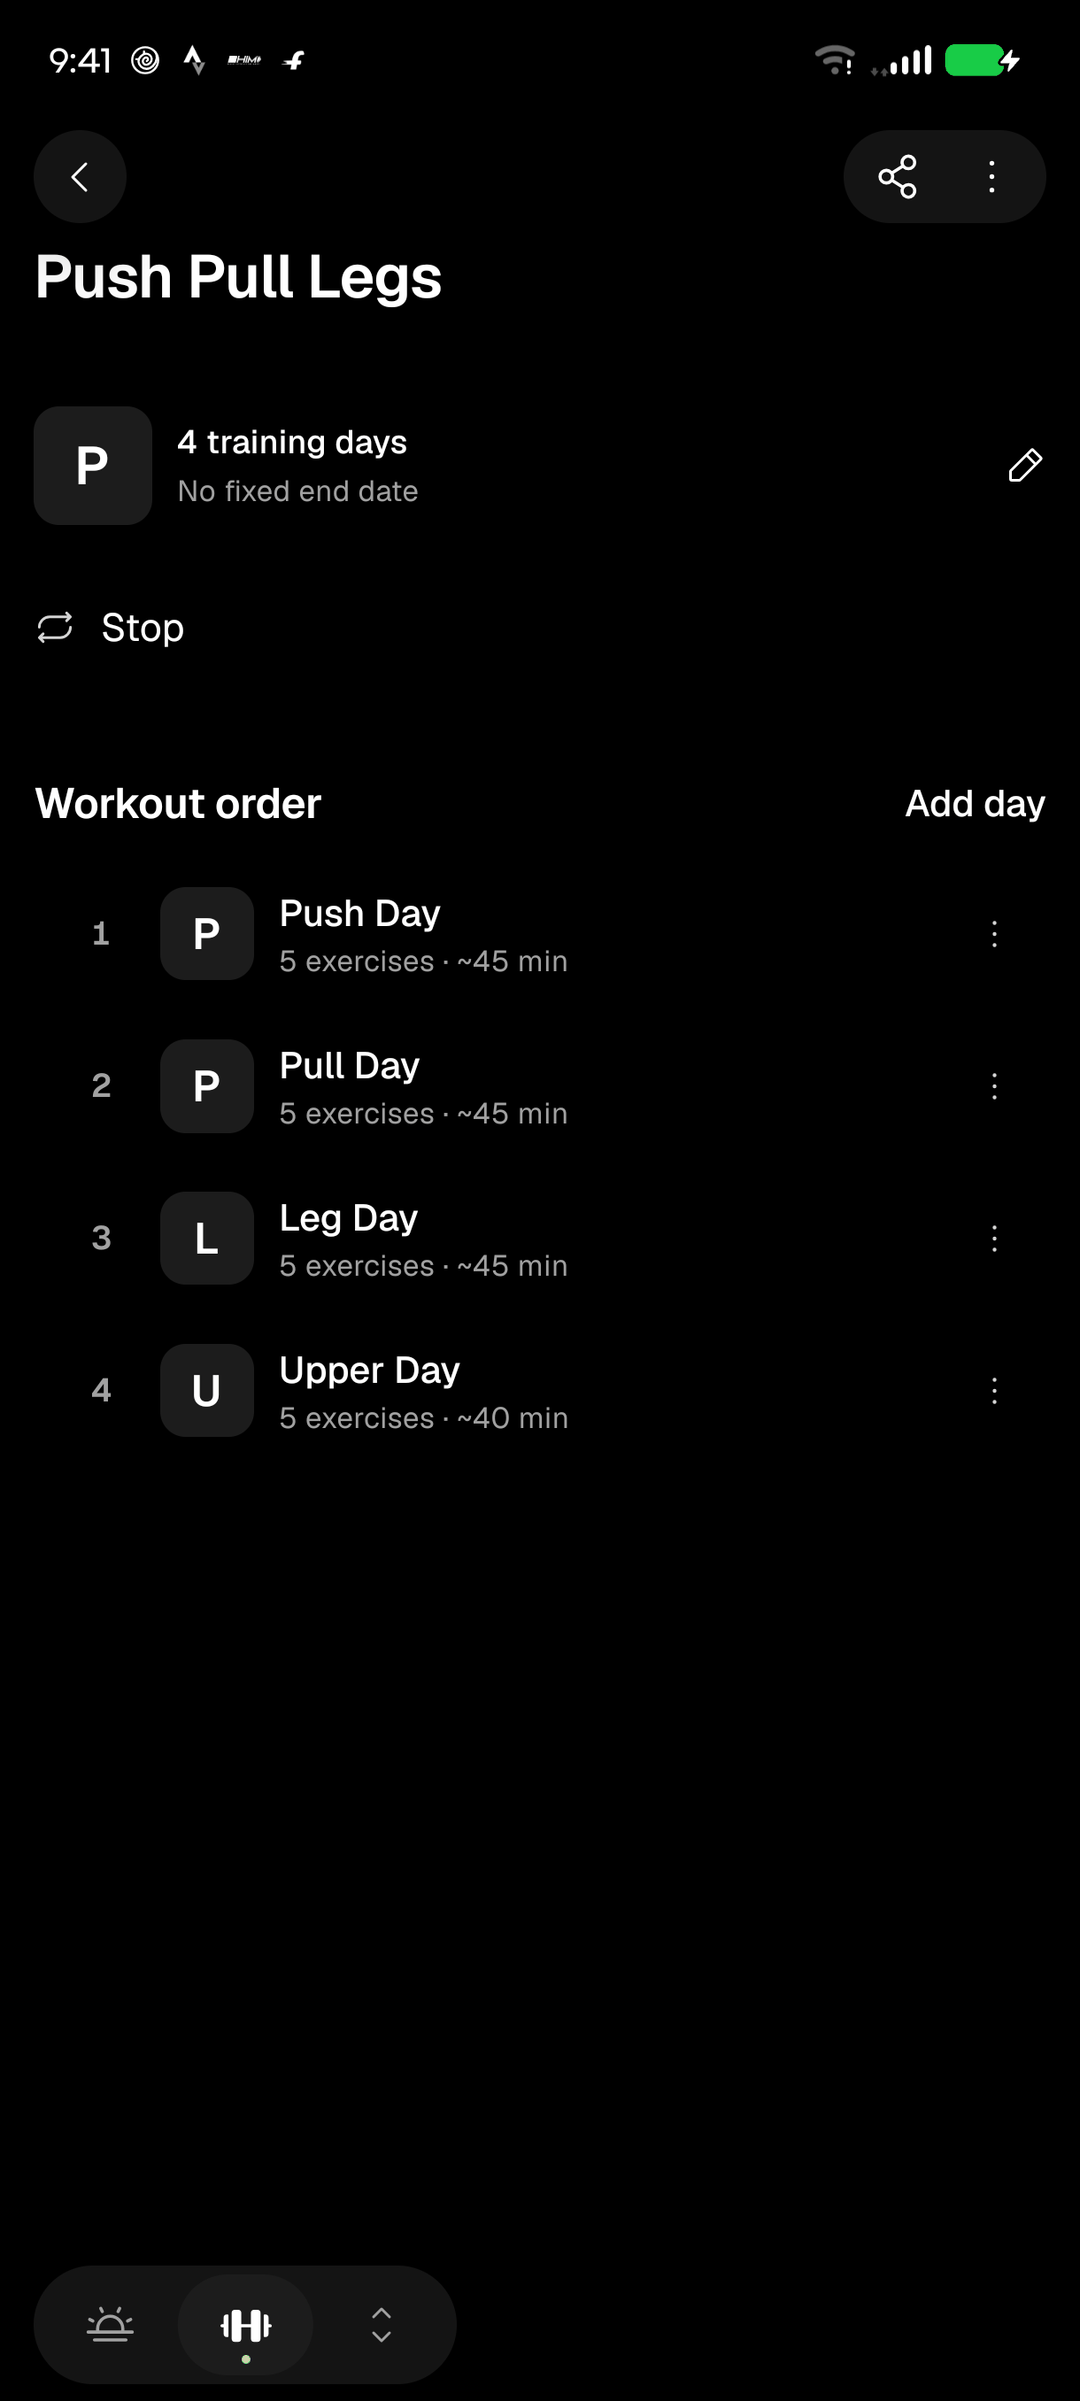 9:41
Push Pull Legs
P
4 training days
No fixed end date
Stop
Workout order
Add day
1
P
Push Day
5 exercises · ~45 min
2
P
Pull Day
5 exercises · ~45 min
3
L
Leg Day
5 exercises · ~45 min
4
U
Upper Day
5 exercises · ~40 min